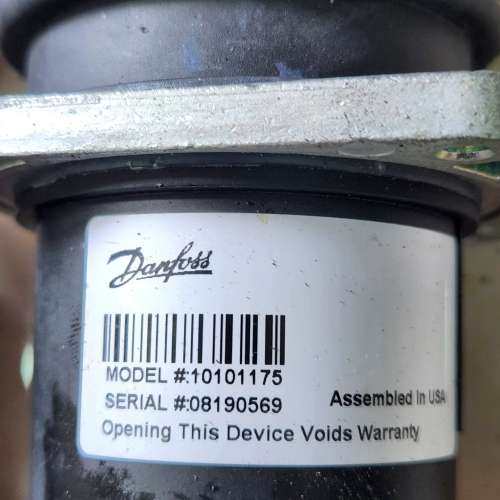 Danfoss
MODEL #:10101175
SERIAL #:08190569
Assembled In USA
Opening This Device Voids Warranty